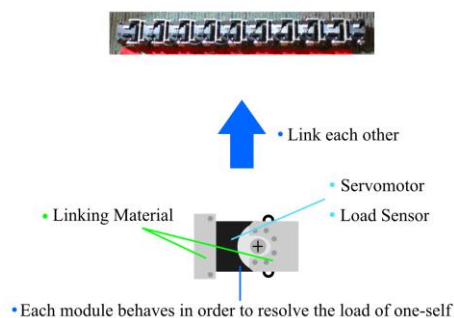 • Link each other
• Servomotor
• Linking Material
• Load Sensor
• Each module behaves in order to resolve the load of one-self